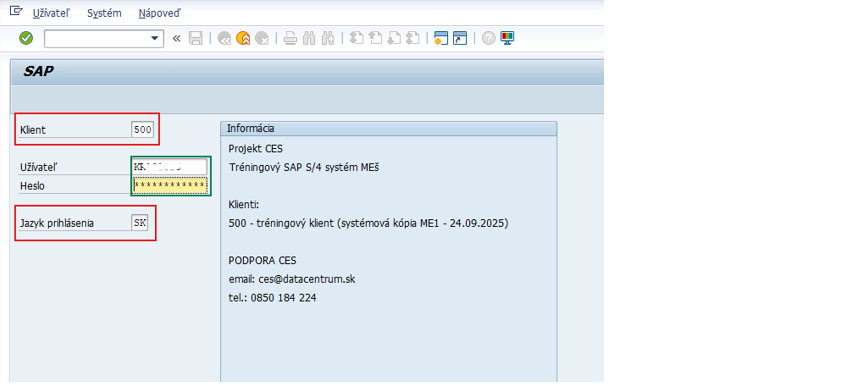 Užívateľ Systém Nápoveď
SAP
Klient 500
Užívateľ
Heslo ************
Jazyk prihlásenia SK
Informácia
Projekt CES
Tréningový SAP S/4 systém MEš
Klienti:
500 - tréningový klient (systémová kópia ME1 - 24.09.2025)
PODPORA CES
email: ces@datacentrum.sk
tel.: 0850 184 224